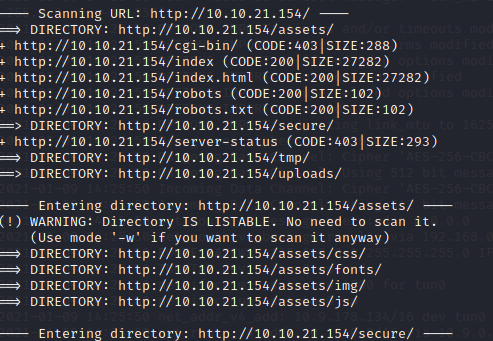 ---- Scanning URL: http://10.10.21.154/ ----
==> DIRECTORY: http://10.10.21.154/assets/
+ http://10.10.21.154/cgi-bin/ (CODE:403|SIZE:288)
+ http://10.10.21.154/index (CODE:200|SIZE:27282)
+ http://10.10.21.154/index.html (CODE:200|SIZE:27282)
+ http://10.10.21.154/robots (CODE:200|SIZE:102)
+ http://10.10.21.154/robots.txt (CODE:200|SIZE:102)
==> DIRECTORY: http://10.10.21.154/secure/
+ http://10.10.21.154/server-status (CODE:403|SIZE:293)
==> DIRECTORY: http://10.10.21.154/tmp/
==> DIRECTORY: http://10.10.21.154/uploads/
---- Entering directory: http://10.10.21.154/assets/ ----
(!) WARNING: Directory IS LISTABLE. No need to scan it.
(Use mode '-w' if you want to scan it anyway)
==> DIRECTORY: http://10.10.21.154/assets/css/
==> DIRECTORY: http://10.10.21.154/assets/fonts/
==> DIRECTORY: http://10.10.21.154/assets/img/
==> DIRECTORY: http://10.10.21.154/assets/js/
---- Entering directory: http://10.10.21.154/secure/ ----